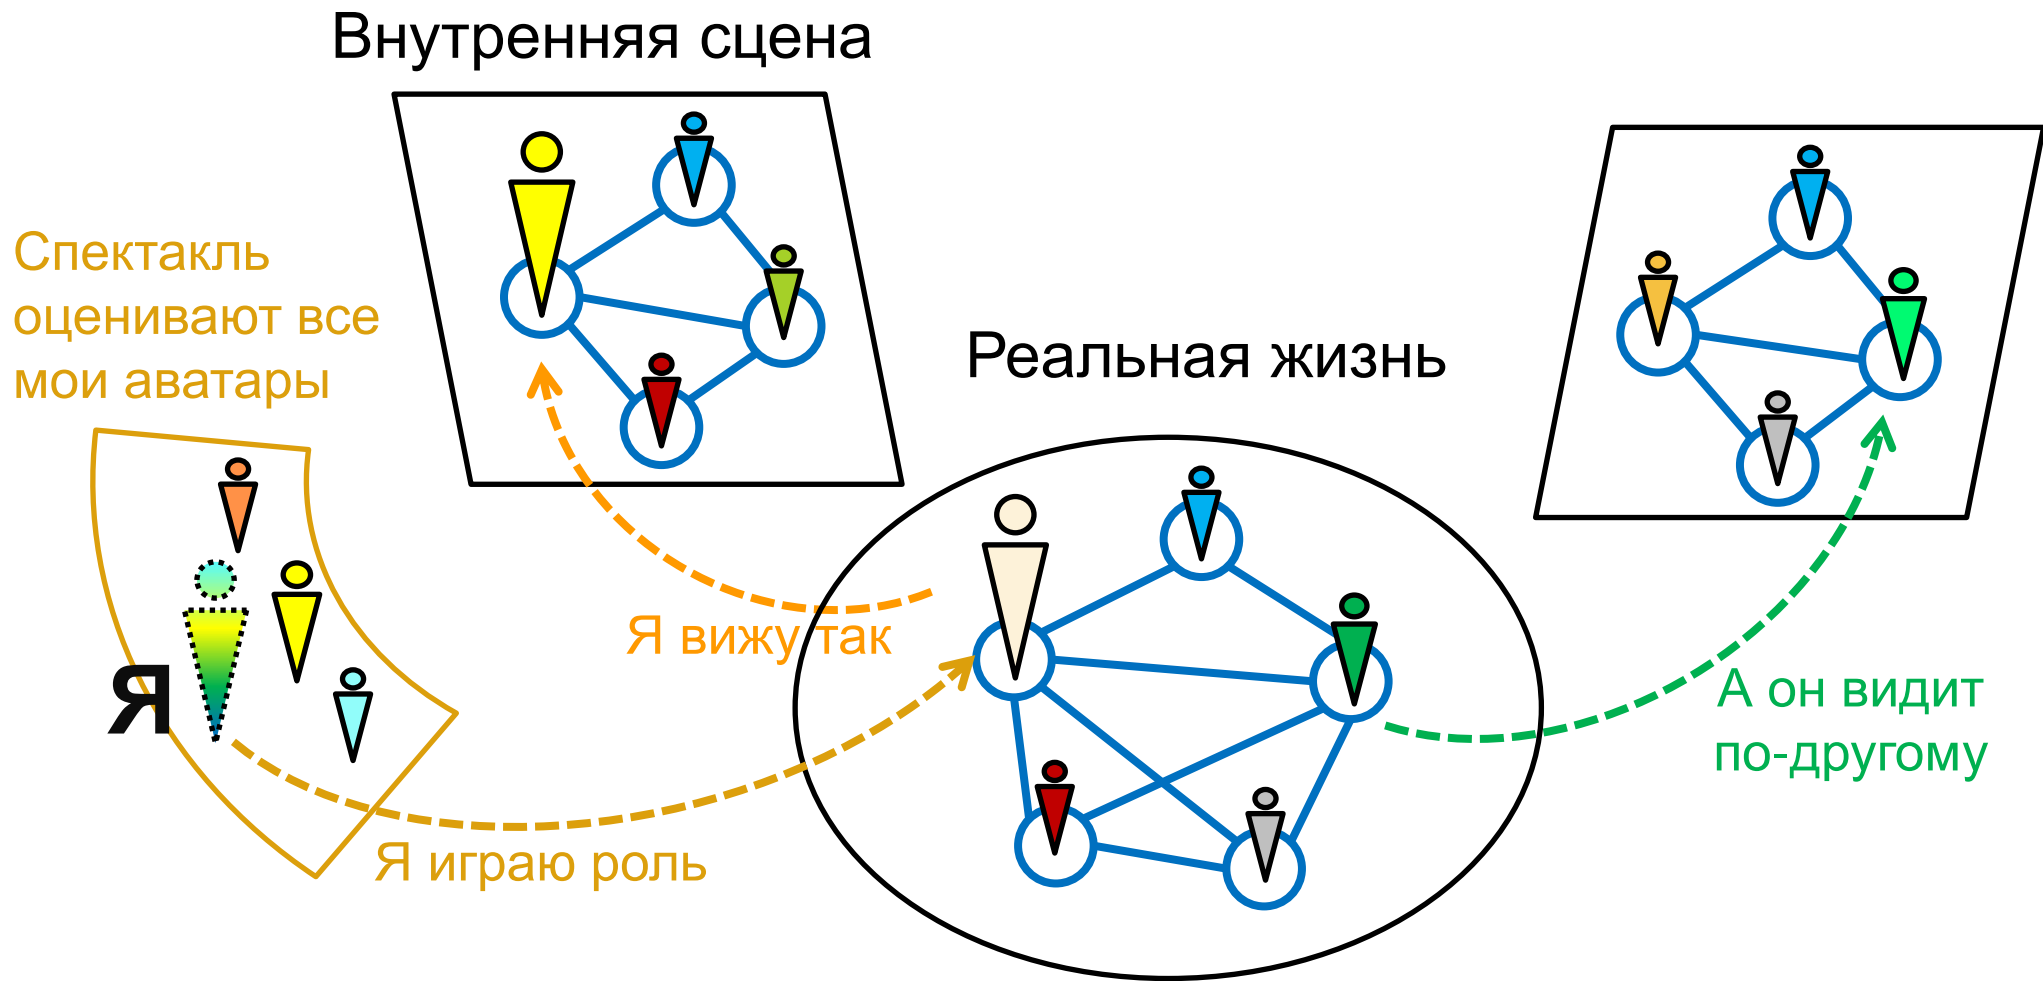 Внутренняя сцена
Спектакль
оценивают все
мои аватары
Реальная жизнь
Я вижу так
Я
А он видит
по-другому
Я играю роль